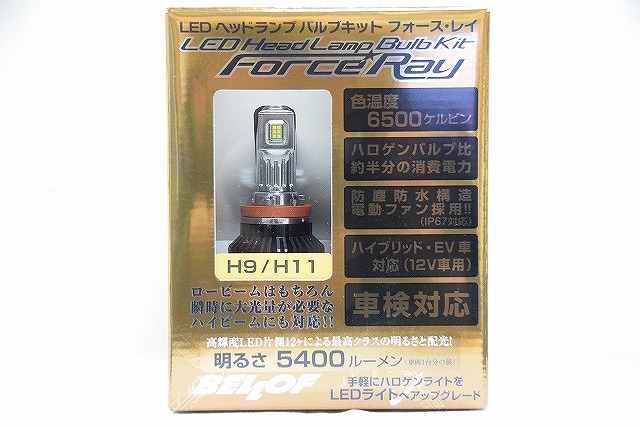 LED ヘッドランプ バルブキット フォース・レイ
LED Head Lamp Bulb Kit
Force Ray
色温度
6500ケルビン
ハロゲンバルブ比
約半分の消費電力
防塵防水構造
電動ファン採用!!
(IP67対応)
ハイブリッド・EV車
対応(12V車用)
車検対応
H9/H11
ロービームはもちろん
瞬時に大光量が必要な
ハイビームにも対応!!
高輝度LED片側12ヶによる最高クラスの明るさと配光!
明るさ 5400ルーメン(車両1台分の値)
BELLOF
手軽にハロゲンライトを
LEDライトへアップグレード